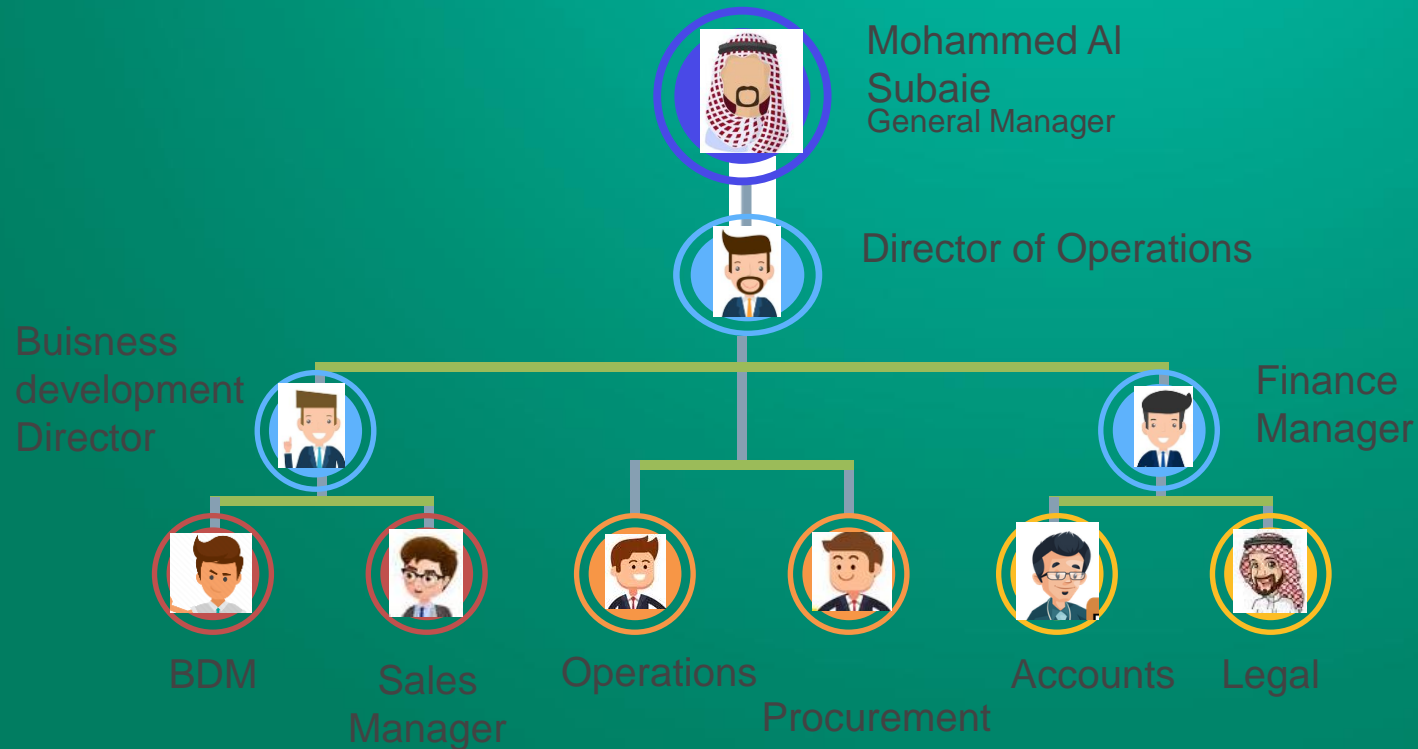 Mohammed Al
Subaie
General Manager
Director of Operations
Buisness
development
Director
Finance
Manager
BDM
Sales
Manager
Operations
Procurement
Accounts
Legal